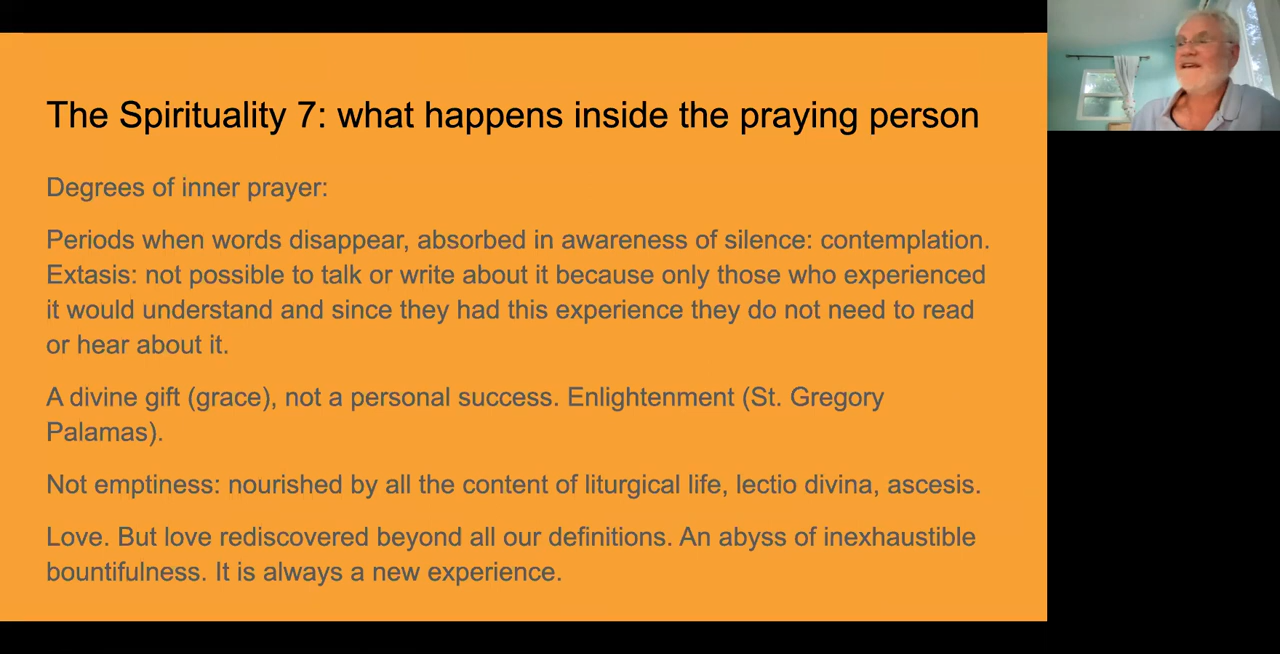 The Spirituality 7: what happens inside the praying person
Degrees of inner prayer:
Periods when words disappear, absorbed in awareness of silence: contemplation.
Extasis: not possible to talk or write about it because only those who experienced
it would understand and since they had this experience they do not need to read
or hear about it.
A divine gift (grace), not a personal success. Enlightenment (St. Gregory
Palamas).
Not emptiness: nourished by all the content of liturgical life, lectio divina, ascesis.
Love. But love rediscovered beyond all our definitions. An abyss of inexhaustible
bountifulness. It is always a new experience.